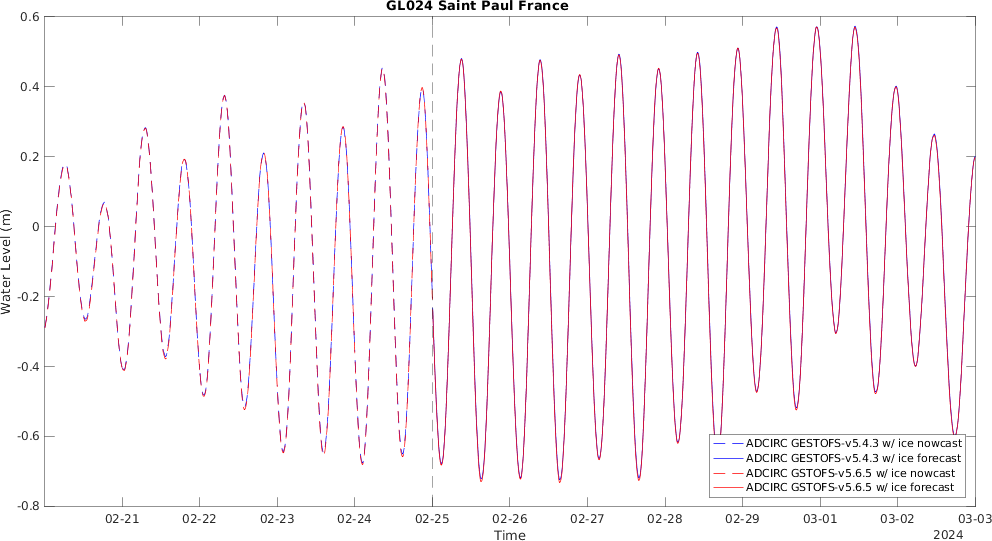 GL024 Saint Paul France
0.6
0.4
0.2
0
-0.2
-0.4
-0.6
-0.8
Water Level (m)
ADCIRC GESTOFS-v5.4.3 w/ ice nowcast
ADCIRC GESTOFS-v5.4.3 w/ ice forecast
ADCIRC GSTOFS-v5.6.5 w/ ice nowcast
ADCIRC GSTOFS-v5.6.5 w/ ice forecast
02-21 02-22 02-23 02-24 02-25 02-26 02-27 02-28 02-29 03-01 03-02 03-03
Time
2024